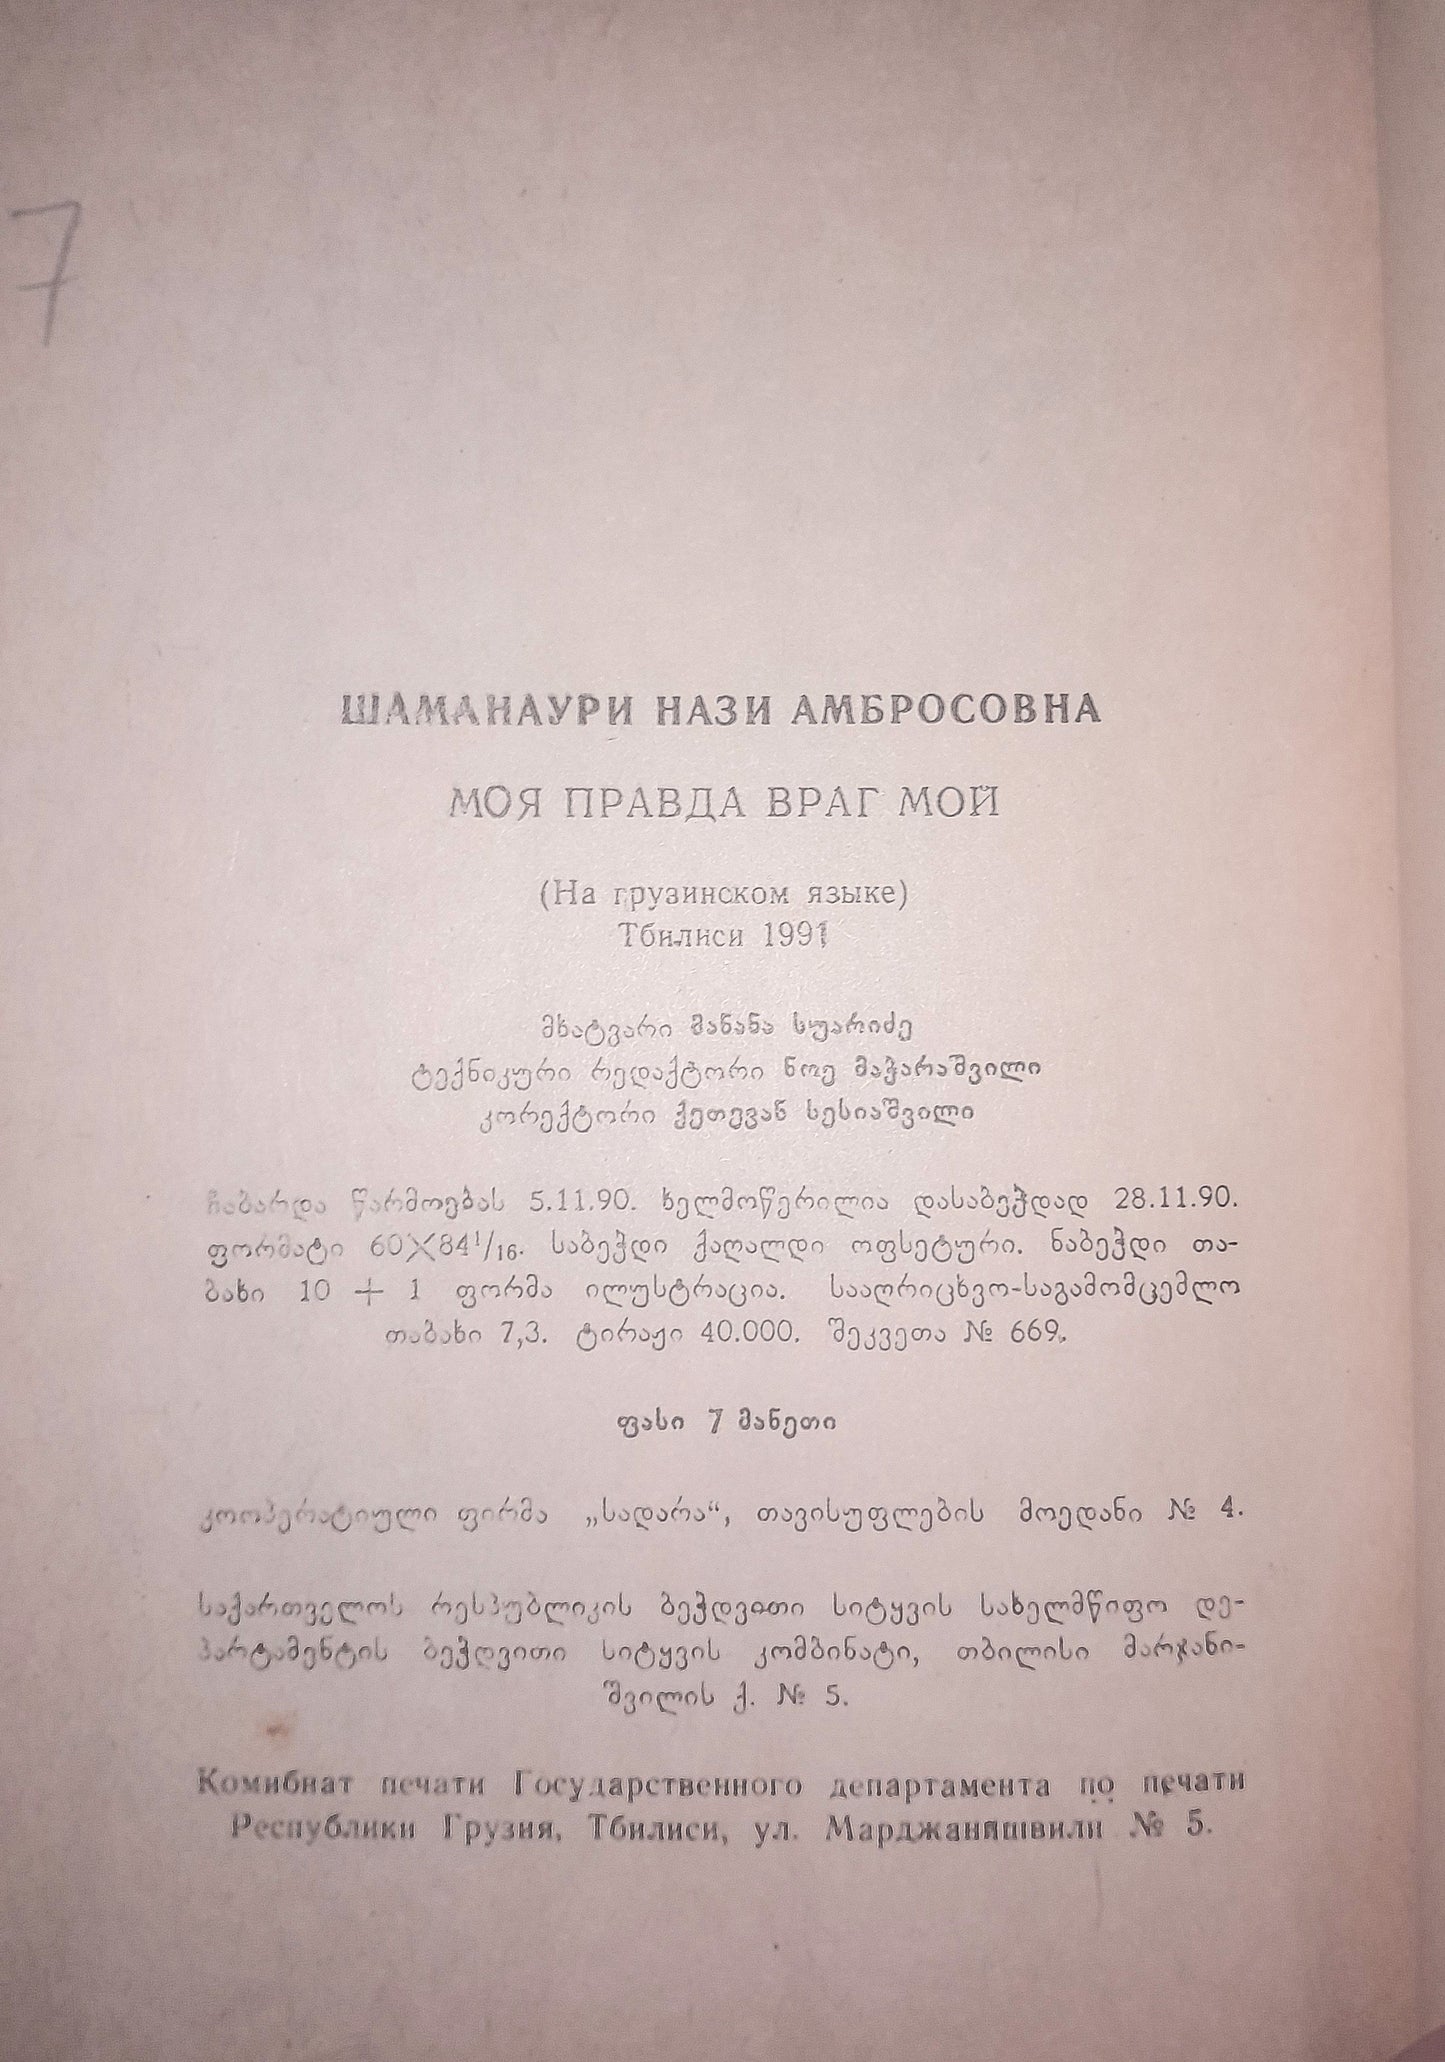 7
ШАМАНАУРИ НАЗИ АМБРОСОВНА
МОЯ ПРАВДА ВРАГ МОЙ
(На грузинском языке)
Тбилиси 1991
მხატვარი მანანა სუარიძე
ტექნიკური რედაქტორი ნოე მაჭარაშვილი
კორექტორი ქეთევან სესიაშვილი
ჩაბარდა წარმოებას 5.11.90. ხელმოწერილია დასაბეჭდად 28.11.90.
ფორმატი 60×84¹/₁₆. საბეჭდი ქაღალდი ოფსეტური. ნაბეჭდი თა-
ბახი 10 + 1 ფორმა ილუსტრაცია. სააღრიცხვო-საგამომცემლო
თაბახი 7,3. ტირაჟი 40.000. შეკვეთა № 669.
ფასი 7 მანეთი
კოოპერატიული ფირმა „სადარა“, თავისუფლების მოედანი № 4.
საქართველოს რესპუბლიკის ბეჭდვითი სიტყვის სახელმწიფო დე-
პარტამენტის ბეჭღვითი სიტყვის კომბინატი, თბილისი მარჯანი-
შვილის ქ. № 5.
Комибнат печати Государственного департамента по печати
Республики Грузия, Тбилиси, ул. Марджанишвили № 5.